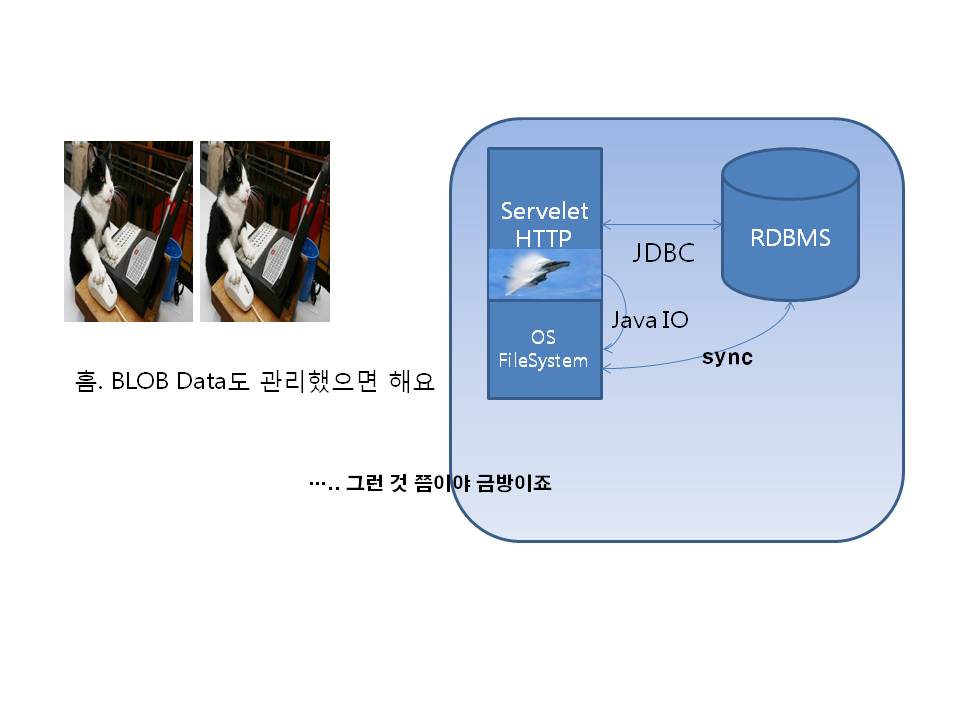 Servelet
HTTP
JDBC
RDBMS
Java IO
OS
FileSystem
sync
흠. BLOB Data도 관리했으면 해요
….. 그런 것 쯤이야 금방이죠